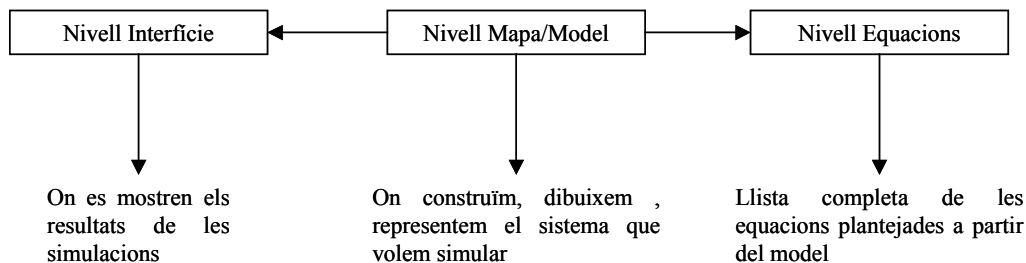 Nivell Interfície
Nivell Mapa/Model
Nivell Equacions
On es mostren els
resultats de les
simulacions
On construïm, dibuixem ,
representem el sistema que
volem simular
Llista completa de les
equacions plantejades a partir
del model